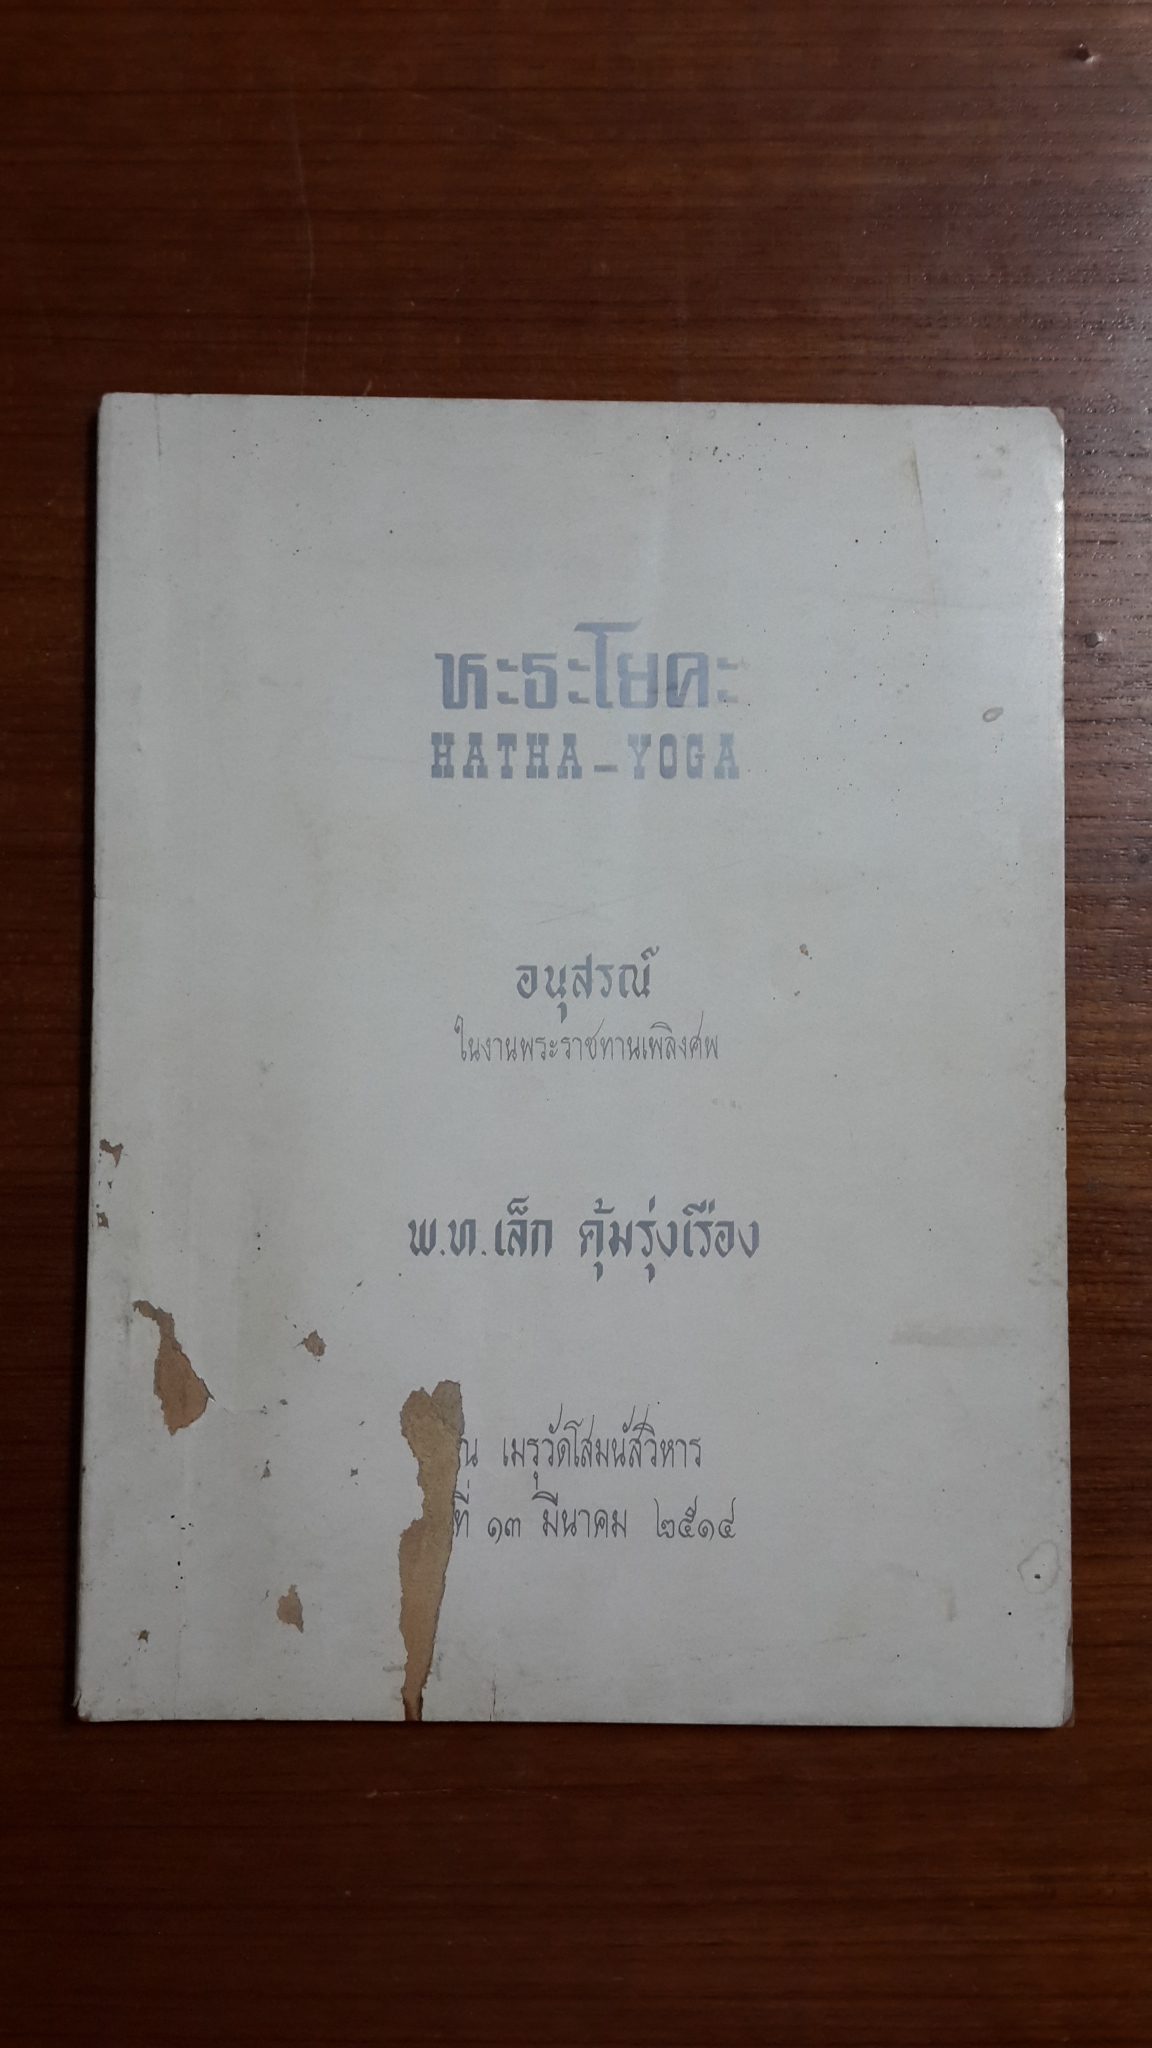 หะธะโยคะ
HATHA-YOGA
อนุสรณ์
ในงานพระราชทานเพลิงศพ
พ.ท.เล็ก คุ้มรุ่งเรือง
ณ เมรุวัดโสมนัสวิหาร
ที่ ๑๓ มีนาคม ๒๕๑๔